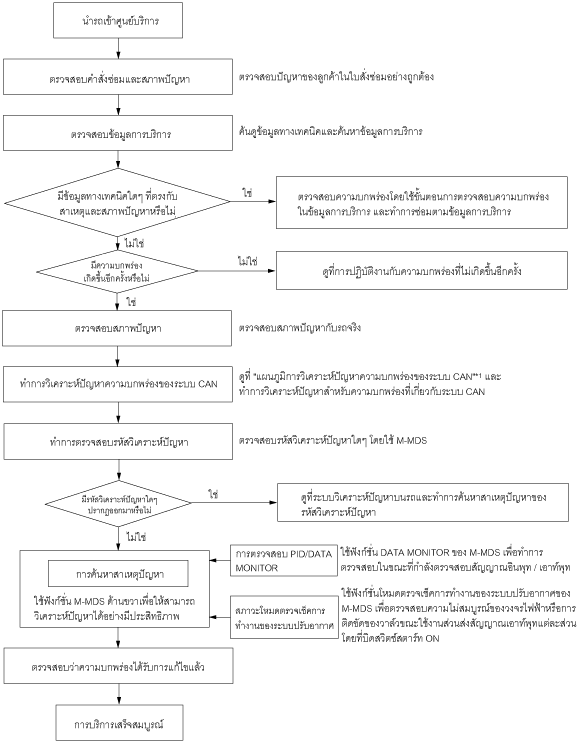 นำรถเข้าศูนย์บริการ
ตรวจสอบคำสั่งซ่อมและสภาพปัญหา
ตรวจสอบปัญหาของลูกค้าในใบสั่งซ่อมอย่างถูกต้อง
ตรวจสอบข้อมูลการบริการ
ค้นดูข้อมูลทางเทคนิคและค้นหาข้อมูลการบริการ
มีข้อมูลทางเทคนิคใดๆ ที่ตรงกับ
สาเหตุและสภาพปัญหาหรือไม่
ใช่
ตรวจสอบความบกพร่องโดยใช้ขั้นตอนการตรวจสอบความบกพร่อง
ในข้อมูลการบริการ และทำการซ่อมตามข้อมูลการบริการ
ไม่ใช่
มีความบกพร่อง
เกิดขึ้นอีกครั้งหรือไม่
ไม่ใช่
ดูที่การปฏิบัติงานกับความบกพร่องที่ไม่เกิดขึ้นอีกครั้ง
ใช่
ตรวจสอบสภาพปัญหา
ตรวจสอบสภาพปัญหากับรถจริง
ทำการวิเคราะห์ปัญหาความบกพร่องของระบบ CAN
ดูที่ "แผนภูมิการวิเคราะห์ปัญหาความบกพร่องของระบบ CAN"*1 และ
ทำการวิเคราะห์ปัญหาสำหรับความบกพร่องที่เกี่ยวกับระบบ CAN
ทำการตรวจสอบรหัสวิเคราะห์ปัญหา
ตรวจสอบรหัสวิเคราะห์ปัญหาใดๆ โดยใช้ M-MDS
มีรหัสวิเคราะห์ปัญหาใดๆ
ปรากฏออกมาหรือไม่
ใช่
ดูที่ระบบวิเคราะห์ปัญหาบนรถและทำการค้นหาสาเหตุปัญหาของ
รหัสวิเคราะห์ปัญหา
ไม่ใช่
การค้นหาสาเหตุปัญหา
ใช้ฟังก์ชั่น M-MDS ด้านขวาเพื่อให้สามารถ
วิเคราะห์ปัญหาได้อย่างมีประสิทธิภาพ
การตรวจสอบ PID/DATA
MONITOR
ใช้ฟังก์ชั่น DATA MONITOR ของ M-MDS เพื่อทำการ
ตรวจสอบในขณะที่กำลังตรวจสอบสัญญาณอินพุท / เอาท์พุท
สภาวะโหมดตรวจเช็คการ
ทำงานของระบบปรับอากาศ
ใช้ฟังก์ชั่นโหมดตรวจเช็คการทำงานของระบบปรับอากาศของ
M-MDS เพื่อตรวจสอบความไม่สมบูรณ์ของวงจรไฟฟ้าหรือการ
ติดขัดของวาล์วขณะใช้งานส่วนส่งสัญญาณเอาท์พุทแต่ละส่วน
โดยที่บิดสวิตช์สตาร์ท ON
ตรวจสอบว่าความบกพร่องได้รับการแก้ไขแล้ว
การบริการเสร็จสมบูรณ์